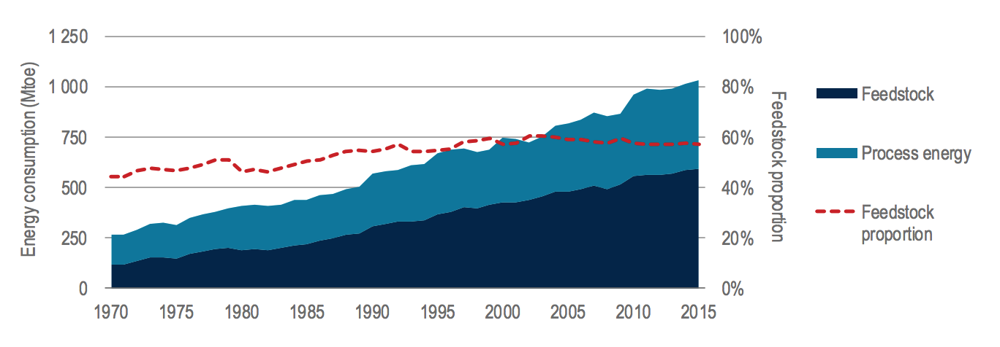 Energy consumption (Mtoe)
1 250
1 000
750
500
250
0
100%
80%
60%
40%
20%
0%
Feedstock proportion
1970 1975 1980 1985 1990 1995 2000 2005 2010 2015
Feedstock
Process energy
Feedstock
proportion